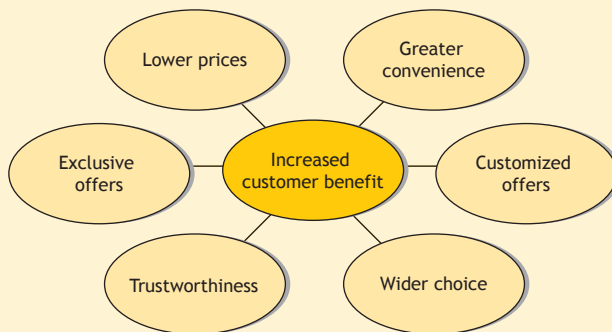 Lower prices
Greater
convenience
Exclusive
offers
Increased
customer benefit
Customized
offers
Trustworthiness
Wider choice